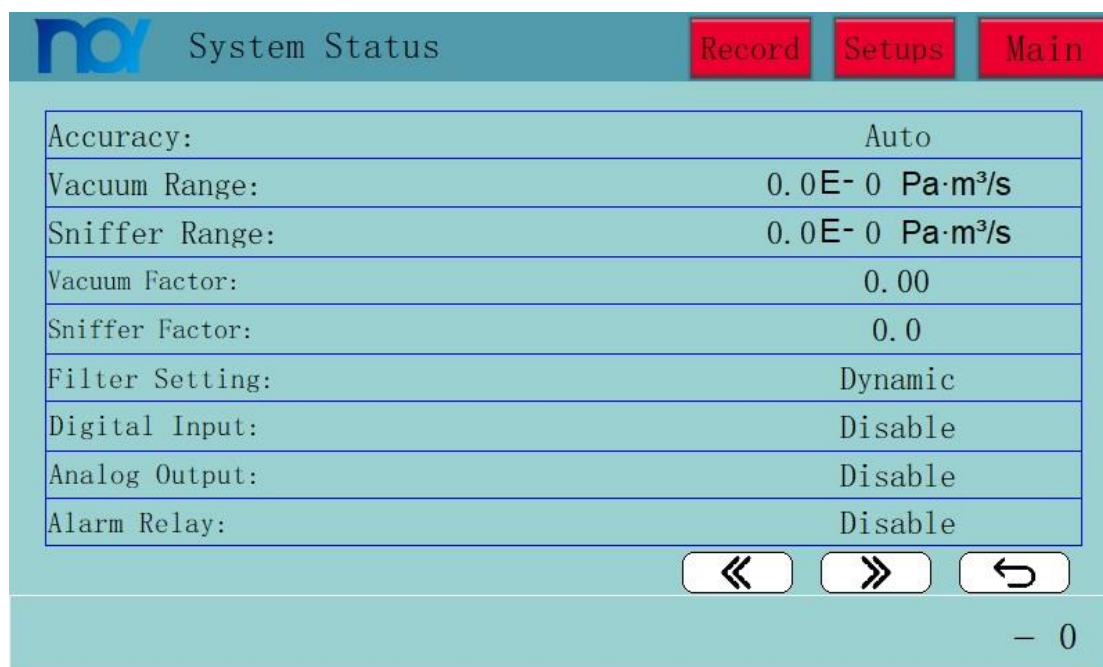 System Status Record Setups Main
Accuracy: Auto
Vacuum Range: 0.0E- 0 Pa·m³/s
Sniffer Range: 0.0E- 0 Pa·m³/s
Vacuum Factor: 0.00
Sniffer Factor: 0.0
Filter Setting: Dynamic
Digital Input: Disable
Analog Output: Disable
Alarm Relay: Disable
- 0